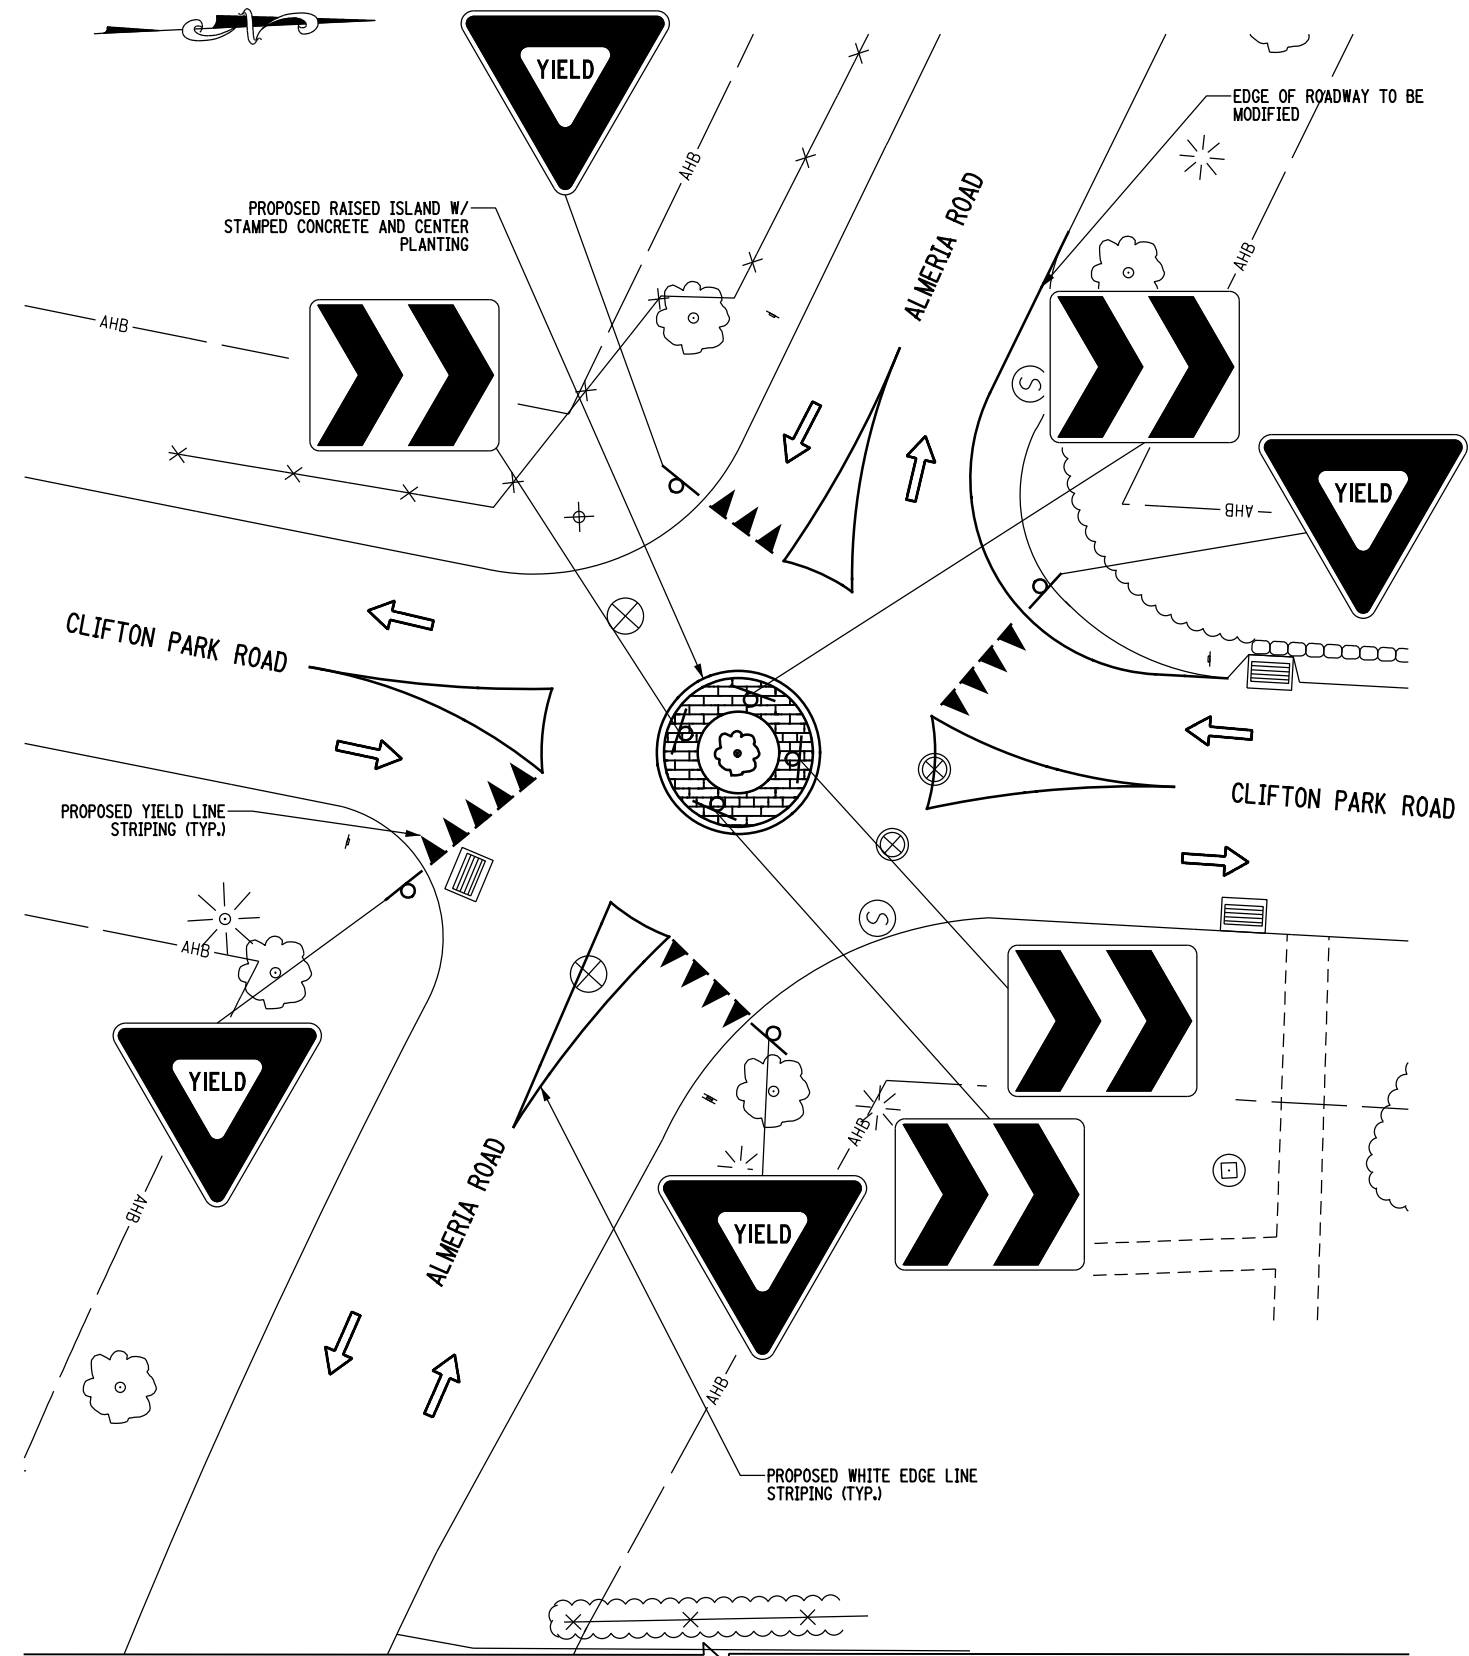 N
YIELD
EDGE OF ROADWAY TO BE
MODIFIED
AHB
PROPOSED RAISED ISLAND W/
STAMPED CONCRETE AND CENTER
PLANTING
ALMERIA ROAD
AHB
AHB
S
YIELD
AHB
CLIFTON PARK ROAD
CLIFTON PARK ROAD
PROPOSED YIELD LINE
STRIPING (TYP.)
S
AHB
YIELD
AHB
ALMERIA ROAD
AHB
YIELD
AHB
PROPOSED WHITE EDGE LINE
STRIPING (TYP.)